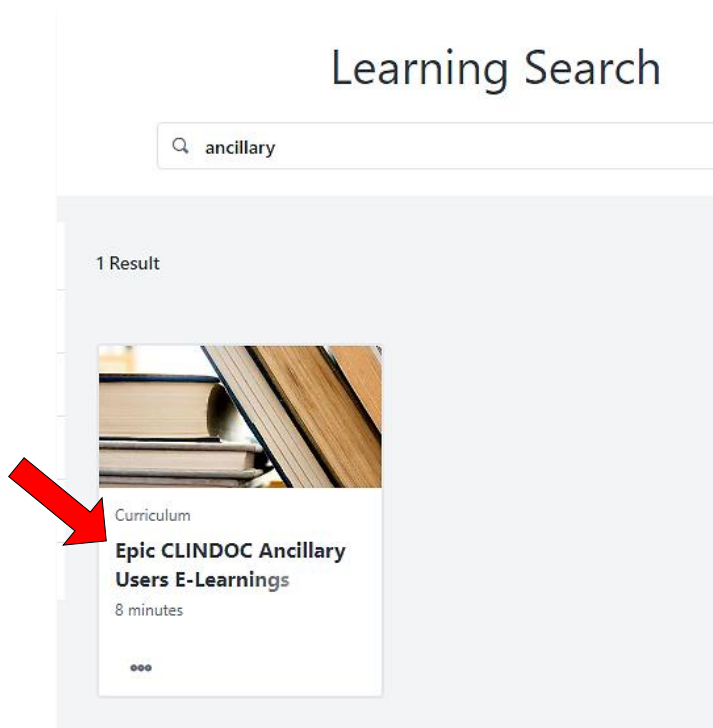 Learning Search
ancillary
1 Result
Curriculum
Epic CLINDOC Ancillary
Users E-Learnings
8 minutes